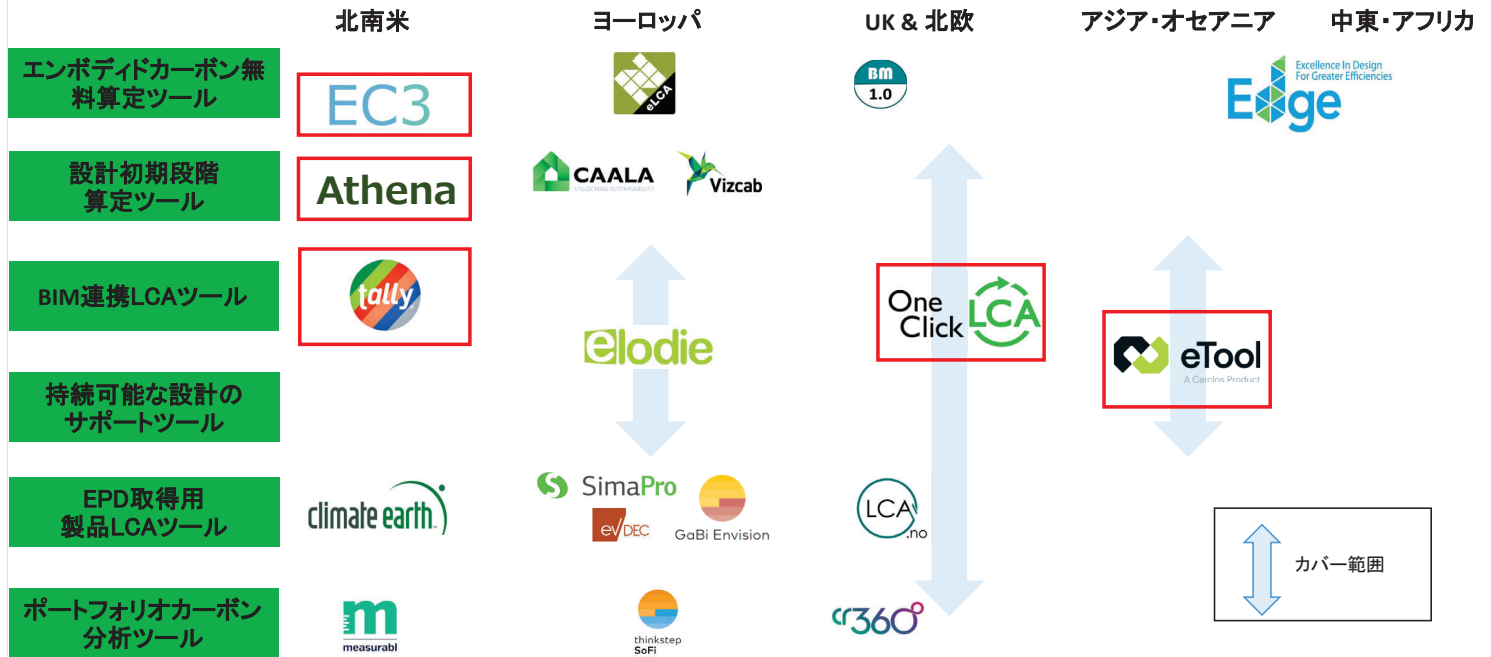 北南米
ヨーロッパ
UK & 北欧
アジア・オセアニア
中東・アフリカ
エンボディドカーボン無
料算定ツール
EC3
eLCA
BM
1.0
Edge
Excellence In Design
For Greater Efficiencies
設計初期段階
算定ツール
Athena
CAALA
UNLOCKING SUSTAINABILITY
Vizcab
BIM連携LCAツール
tally
elodie
One
Click
LCA
eTool
A Cerclos Product
持続可能な設計の
サポートツール
EPD取得用
製品LCAツール
climate earth
SimaPro
ev/DEC
GaBi Envision
LCA
.no
カバー範囲
ポートフォリオカーボン
分析ツール
m
measurabl
thinkstep
SoFi
cr360°